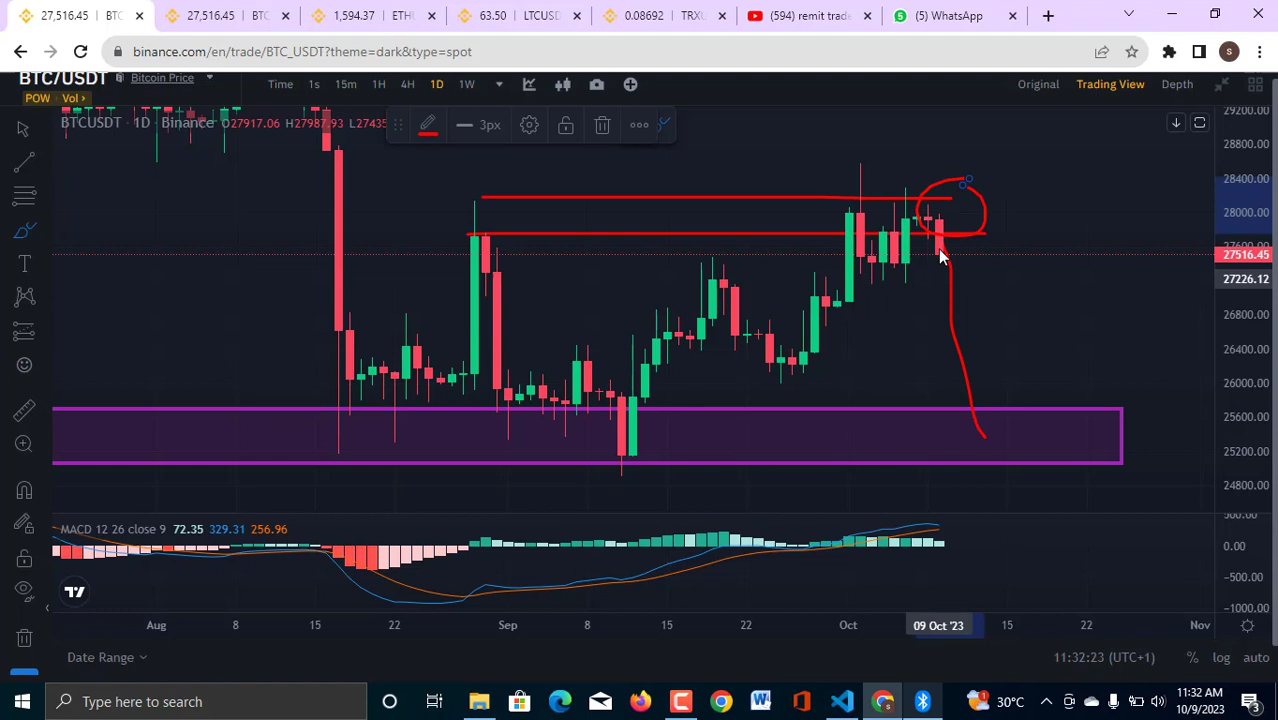 27,516.45 | BTC
27,516.45 | BTC
1,594.37 | ETH
63.50 | LTCUSD
0.08692 | TRXU
(594) remit trade
(5) WhatsApp
binance.com/en/trade/BTC_USDT?theme=dark&type=spot
S
BTC/USDT Bitcoin Price
POW Vol
Time 1s 15m 1H 4H 1D 1W
Original Trading View Depth
BTCUSDT · 1D · Binance O27917.06 H27987.93 L27435
3px
29200.00
28800.00
28400.00
28000.00
27600.00
27516.45
27226.12
26800.00
26400.00
26000.00
25600.00
25200.00
24800.00
MACD 12 26 close 9 72.35 329.31 256.96
500.00
0.00
-500.00
-1000.00
Aug 8 15 22 Sep 8 15 22 Oct 09 Oct '23 15 22 Nov
Date Range
11:32:23 (UTC+1) % log auto
Type here to search
30°C
11:32 AM
10/9/2023
3